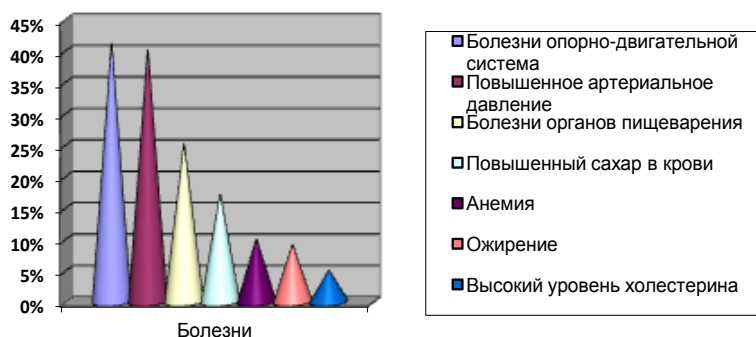 45%
40%
35%
30%
25%
20%
15%
10%
5%
0%
Болезни
Болезни опорно-двигательной
система
Повышенное артериальное
давление
Болезни органов пищеварения
Повышенный сахар в крови
Анемия
Ожирение
Высокий уровень холестерина